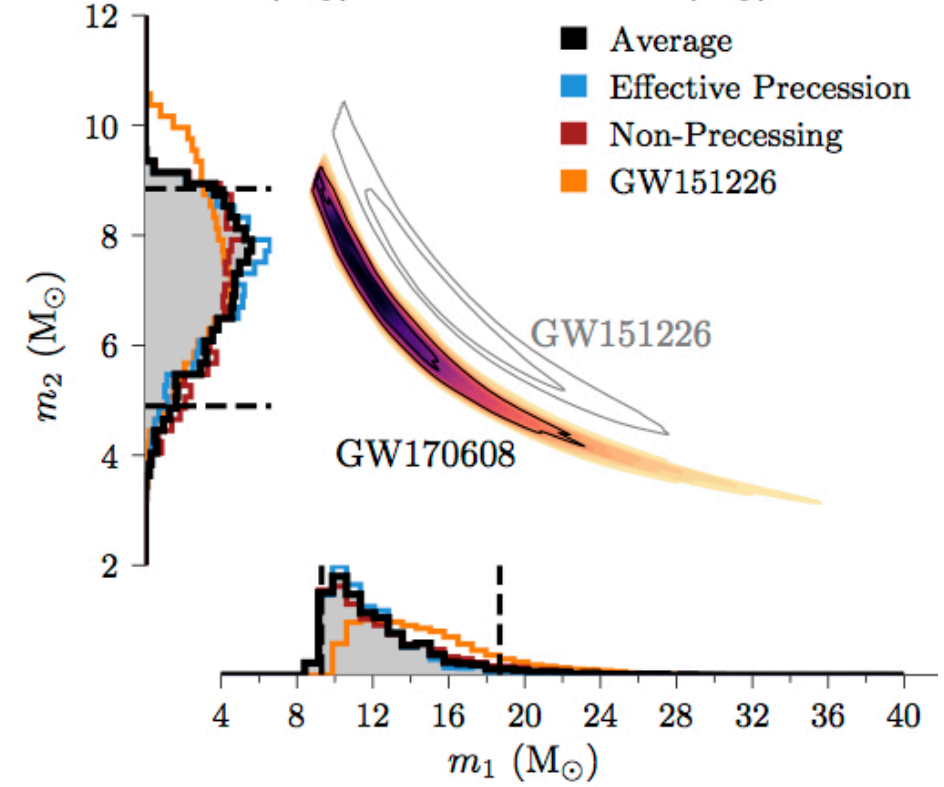 12
10
8
6
4
2
m₂ (M⊙)
Average
Effective Precession
Non-Precessing
GW151226
GW151226
GW170608
4 8 12 16 20 24 28 32 36 40
m₁ (M⊙)